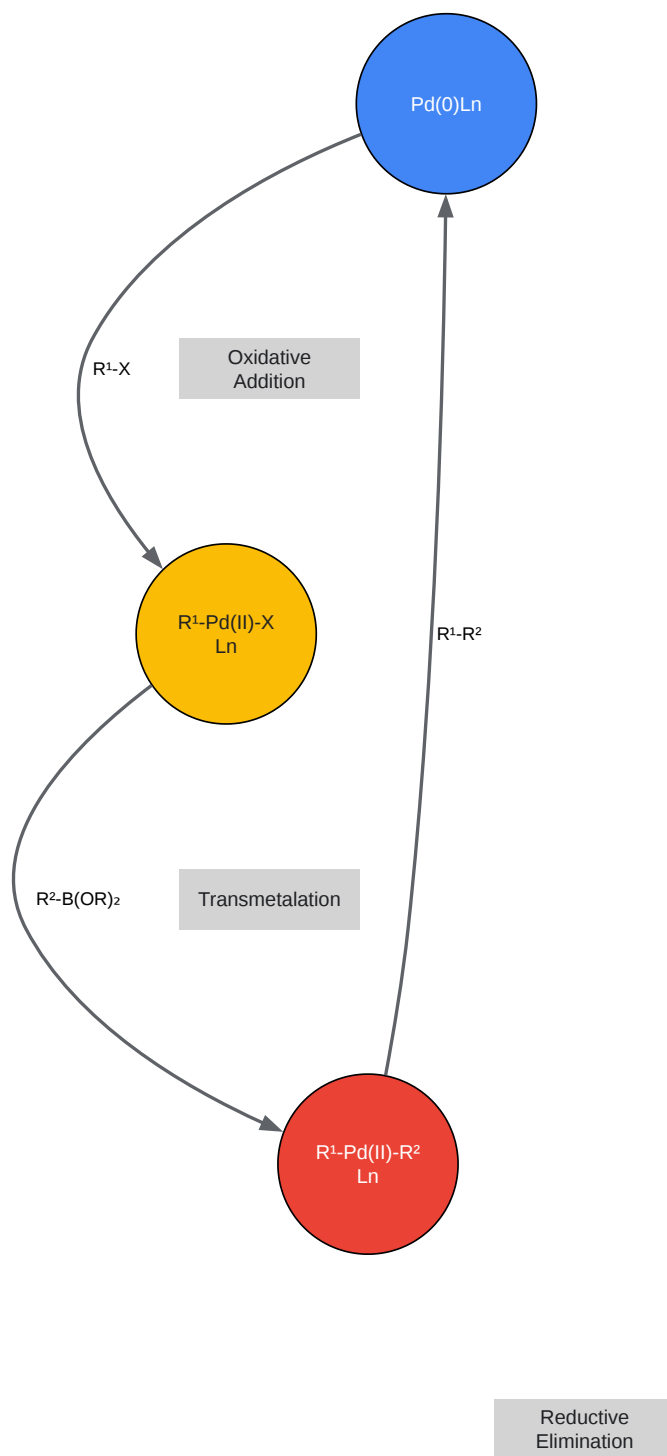 Pd(0)Ln
Oxidative
Addition
R¹-X
R¹-Pd(II)-X
Ln
R¹-R²
Transmetalation
R²-B(OR)₂
R¹-Pd(II)-R²
Ln
Reductive
Elimination